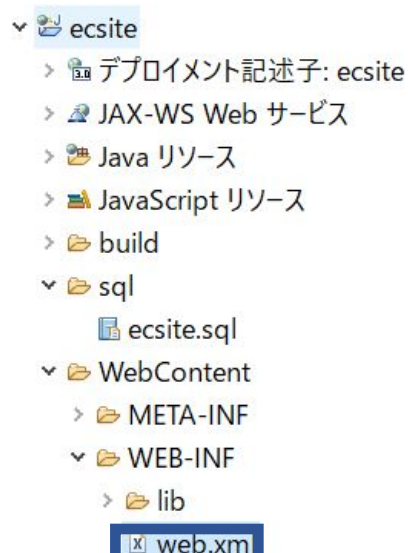 ecsite
デプロイメント記述子: ecsite
JAX-WS Web サービス
Java リソース
JavaScript リソース
build
sql
ecsite.sql
WebContent
META-INF
WEB-INF
lib
web.xm